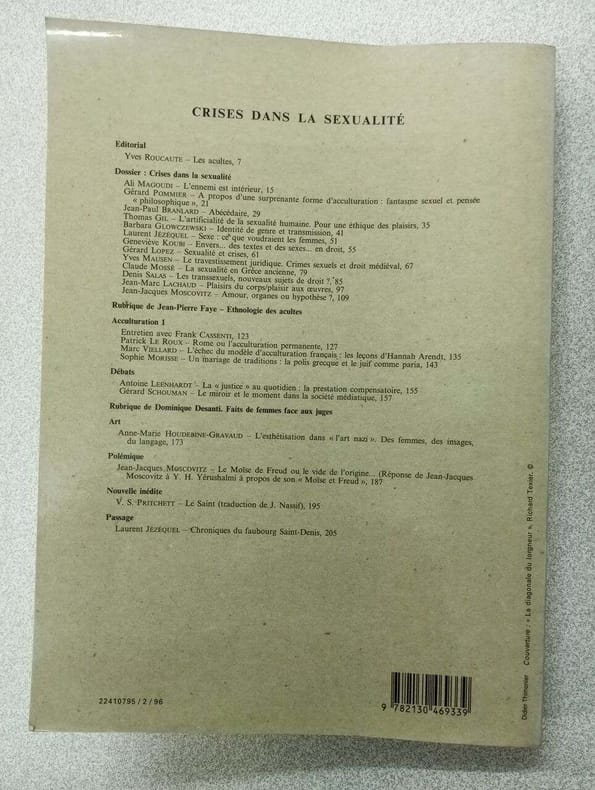 CRISES DANS LA SEXUALITÉ
Editorial
Yves ROUCAUTE – Les acultes, 7
Dossier : Crises dans la sexualité
Ali MAGOUDI – L'ennemi est intérieur, 15
Gérard POMMIER – A propos d'une surprenante forme d'acculturation : fantasme sexuel et pensée
« philosophique », 21
Jean-Paul BRANLARD – Abécédaire, 29
Thomas GIL – L'artificialité de la sexualité humaine. Pour une éthique des plaisirs, 35
Barbara GLOWCZEWSKI – Identité de genre et transmission, 41
Laurent JÉZÉQUEL – Sexe : ce que voudraient les femmes, 51
Geneviève KOUBI – Envers... des textes et des sexes... en droit, 55
Gérard LOPEZ – Sexualité et crises, 61
Yves MAUSEN – Le travestissement juridique. Crimes sexuels et droit médiéval, 67
Claude MOSSÉ – La sexualité en Grèce ancienne, 79
Denis SALAS – Les transsexuels, nouveaux sujets de droit ?, 85
Jean-Marc LACHAUD – Plaisirs du corps/plaisir aux œuvres, 97
Jean-Jacques MOSCOVITZ – Amour, organes ou hypothèse ?, 109
Rubrique de Jean-Pierre Faye – Ethnologie des acultes
Acculturation 1
Entretien avec Frank CASSENTI, 123
Patrick LE ROUX – Rome ou l'acculturation permanente, 127
Marc VIELLARD – L'échec du modèle d'acculturation français : les leçons d'Hannah Arendt, 135
Sophie MORISSE – Un mariage de traditions : la polis grecque et le juif comme paria, 143
Débats
Antoine LEENHARDT – La « justice » au quotidien : la prestation compensatoire, 155
Gérard SCHOUMAN – Le miroir et le moment dans la société médiatique, 157
Rubrique de Dominique Desanti. Faits de femmes face aux juges
Art
Anne-Marie HOUDEBINE-GRAVAUD – L'esthétisation dans « l'art nazi ». Des femmes, des images,
du langage, 173
Polémique
Jean-Jacques MOSCOVITZ – Le Moïse de Freud ou le vide de l'origine... (Réponse de Jean-Jacques
Moscovitz à Y. H. Yérushalmi à propos de son « Moïse et Freud », 187
Nouvelle inédite
V. S. PRITCHETT – Le Saint (traduction de J. Nassif), 195
Passage
Laurent JÉZÉQUEL – Chroniques du faubourg Saint-Denis, 205
22410795 / 2 / 96
9 782130 469339
Didier Thimonier Couverture : « La diagonale du lorgneur », Richard Texier, ©